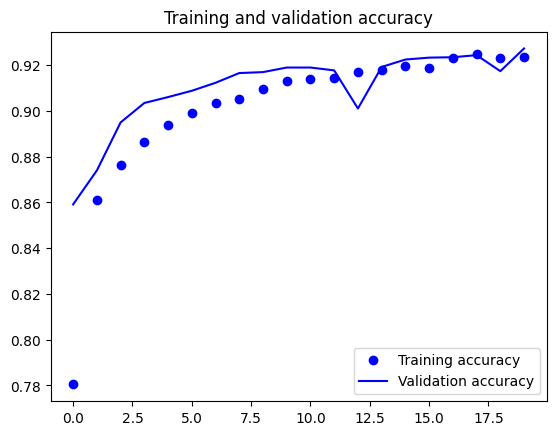 Training and validation accuracy
0.92
0.90
0.88
0.86
0.84
0.82
0.80
0.78
Training accuracy
Validation accuracy
0.0 2.5 5.0 7.5 10.0 12.5 15.0 17.5